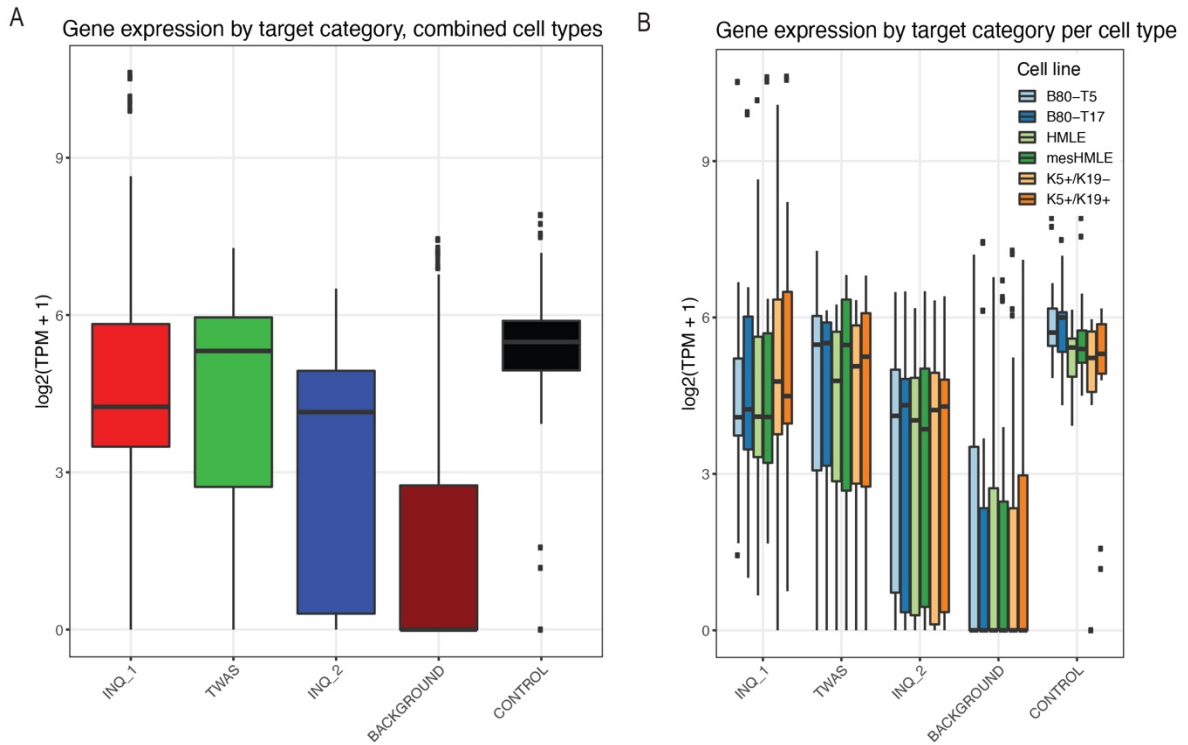 A
Gene expression by target category, combined cell types
log2(TPM + 1)
9
6
3
0
INQ_1
TWAS
INQ_2
BACKGROUND
CONTROL
B
Gene expression by target category per cell type
Cell line
B80−T5
B80−T17
HMLE
mesHMLE
K5+/K19−
K5+/K19+
log2(TPM + 1)
9
6
3
0
INQ_1
TWAS
INQ_2
BACKGROUND
CONTROL